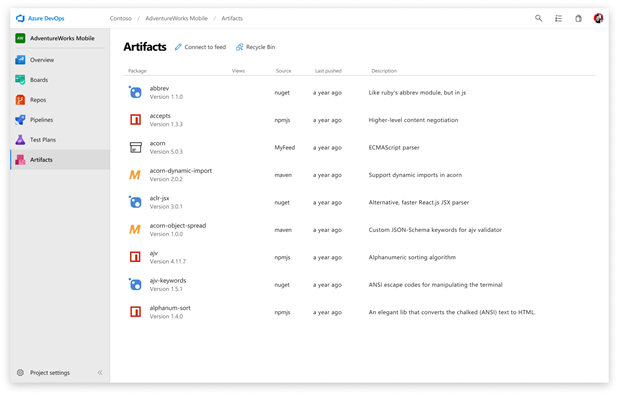 Azure DevOps
Contoso / AdventureWorks Mobile / Artifacts
AW AdventureWorks Mobile
Overview
Boards
Repos
Pipelines
Test Plans
Artifacts
Project settings
Artifacts Connect to feed Recycle Bin
Package Views Source Last pushed Description
abbrev
Version 1.1.0
nuget a year ago Like ruby's abbrev module, but in js
accepts
Version 1.3.3
npmjs a year ago Higher-level content negotiation
acorn
Version 5.0.3
MyFeed a year ago ECMAScript parser
acorn-dynamic-import
Version 2.0.2
maven a year ago Support dynamic imports in acorn
aclr-jsx
Version 3.0.1
nuget a year ago Alternative, faster React.js JSX parser
acorn-object-spread
Version 1.0.0
maven a year ago Custom JSON-Schema keywords for ajv validator
ajv
Version 4.11.7
npmjs a year ago Alphanumeric sorting algorithm
ajv-keywords
Version 1.5.1
nuget a year ago ANSI escape codes for manipulating the terminal
alphanum-sort
Version 1.4.0
npmjs a year ago An elegant lib that converts the chalked (ANSI) text to HTML.